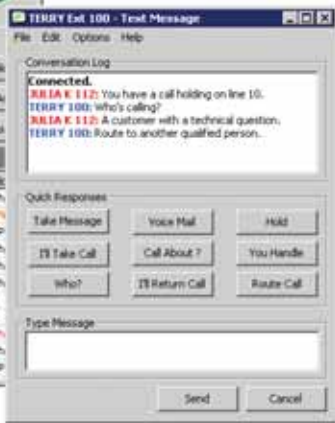 TERRY Ext 100 - Text Message
File Edit Options Help
Conversation Log
Connected.
JULIA K 112: You have a call holding on line 10.
TERRY 100: Who's calling?
JULIA K 112: A customer with a technical question.
TERRY 100: Route to another qualified person.
Quick Responses
Take Message Voice Mail Hold
I'll Take Call Call About ? You Handle
Who? I'll Return Call Route Call
Type Message
Send Cancel